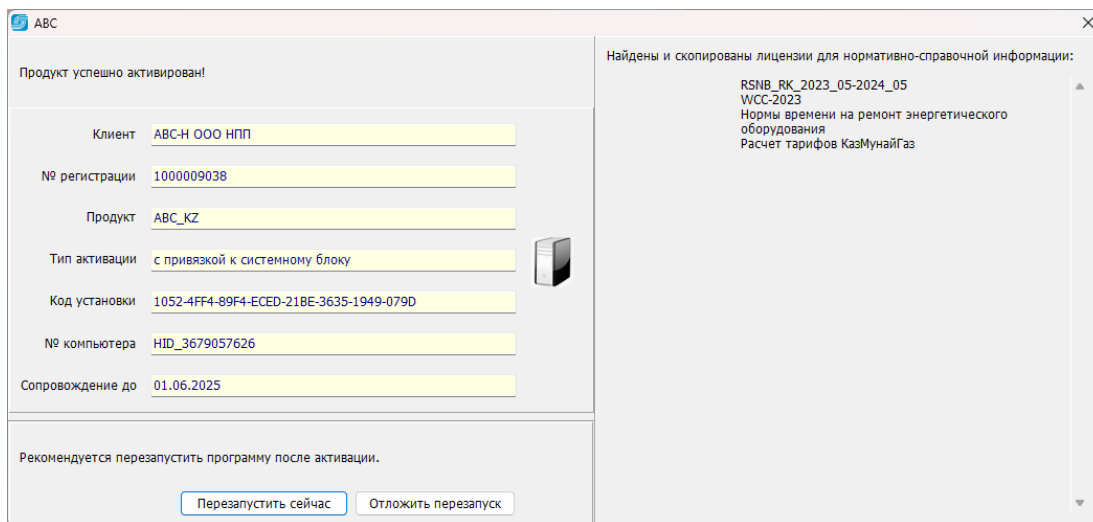 ABC
Продукт успешно активирован!
Клиент ABC-Н ООО НПП
№ регистрации 1000009038
Продукт ABC_KZ
Тип активации с привязкой к системному блоку
Код установки 1052-4FF4-89F4-ECED-21BE-3635-1949-079D
№ компьютера HID_3679057626
Сопровождение до 01.06.2025
Рекомендуется перезапустить программу после активации.
Перезапустить сейчас Отложить перезапуск
Найдены и скопированы лицензии для нормативно-справочной информации:
RSNB_RK_2023_05-2024_05
WCC-2023
Нормы времени на ремонт энергетического
оборудования
Расчет тарифов КазМунайГаз